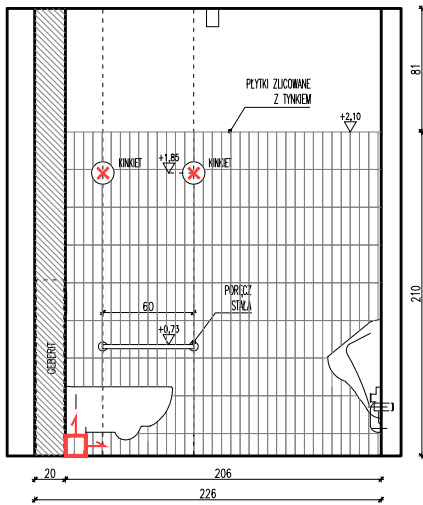 81
PŁYTKI ZLICOWANE
Z TYNKIEM
+2,10
KINKIET
+1,85
KINKIET
210
PORĘCZ
STAŁA
60
+0,73
GEBERIT
20
206
226